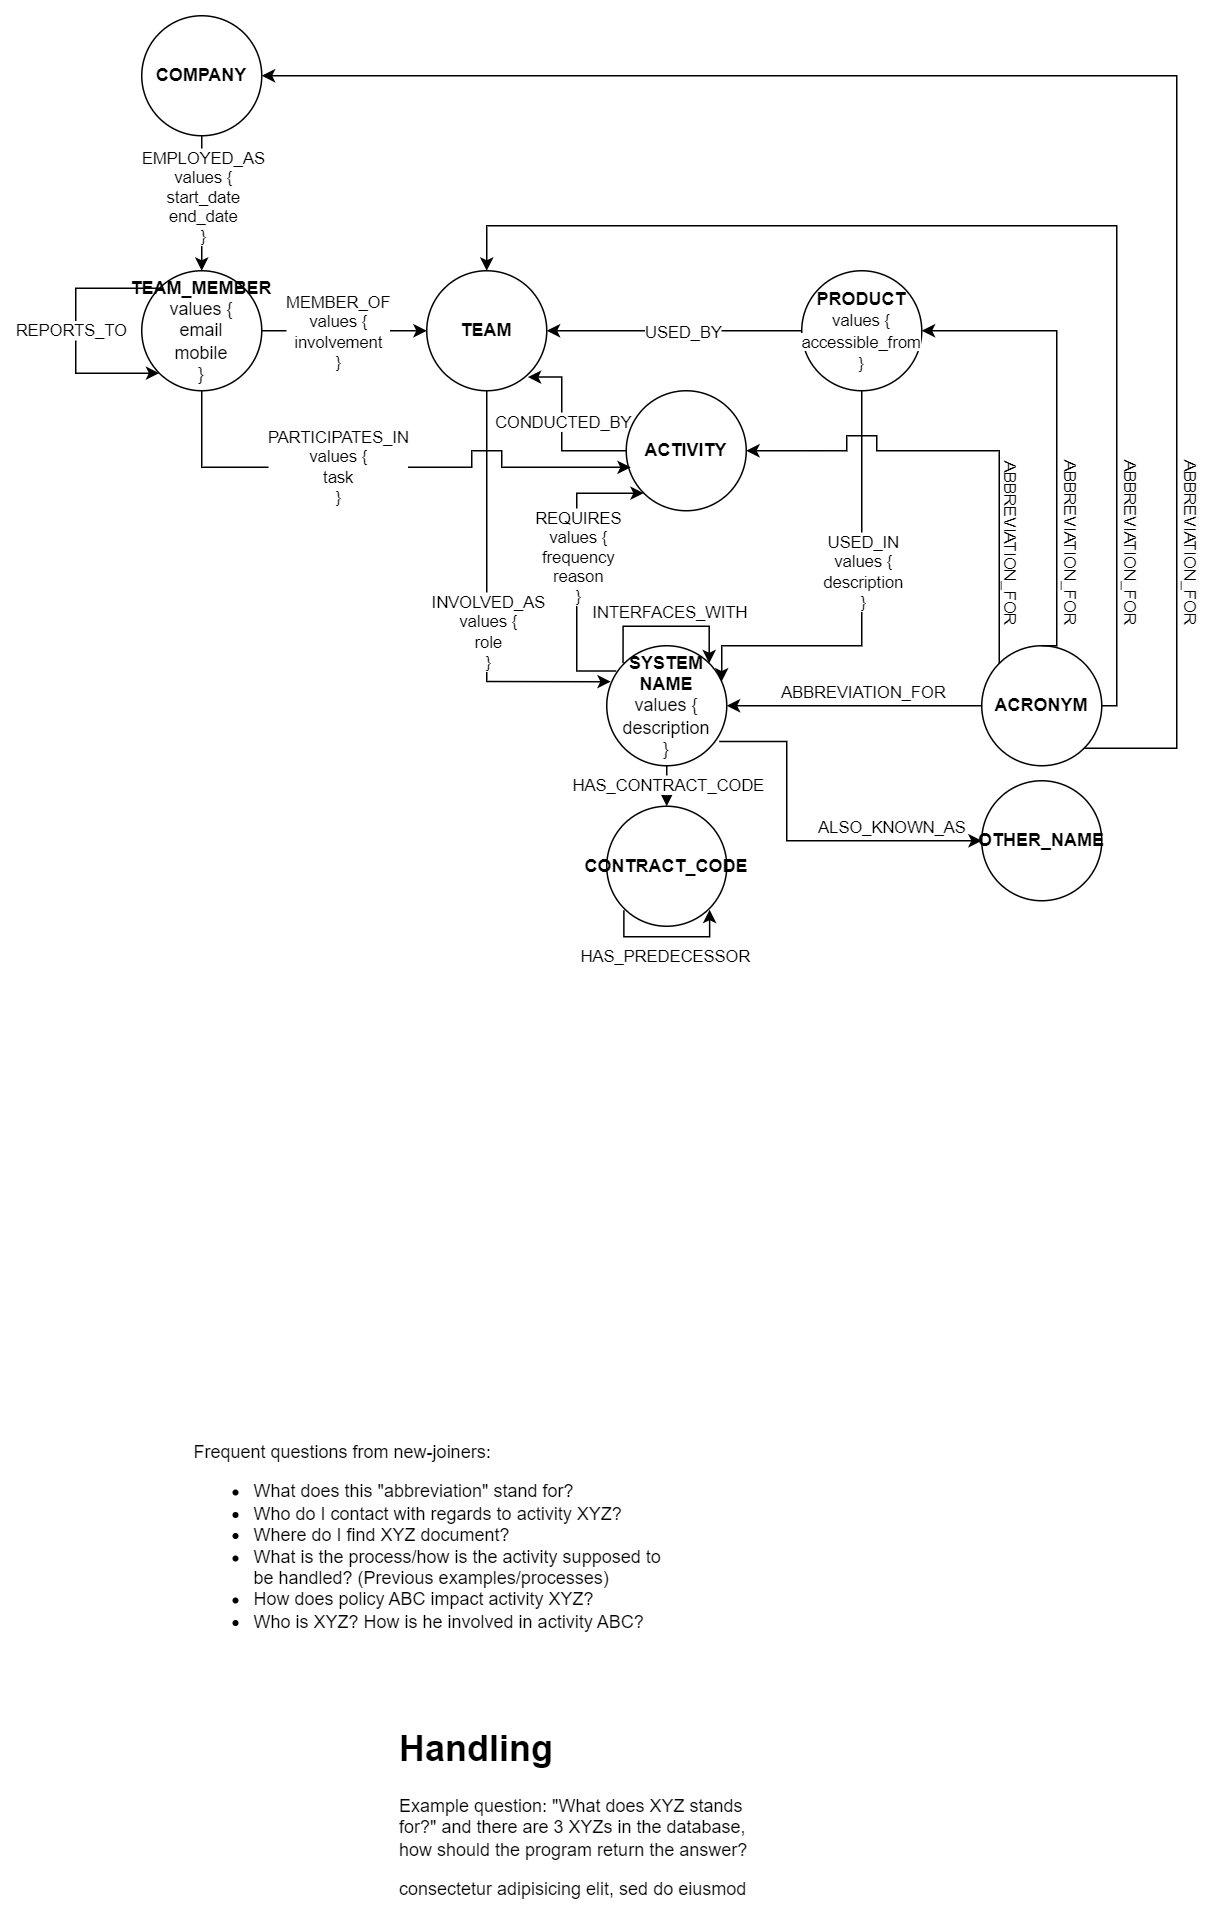 COMPANY
EMPLOYED_AS
values {
start_date
end_date
}
TEAM_MEMBER
values {
email
mobile
}
REPORTS_TO
MEMBER_OF
values {
involvement
}
TEAM
USED_BY
PRODUCT
values {
accessible_from
}
PARTICIPATES_IN
values {
task
}
CONDUCTED_BY
ACTIVITY
REQUIRES
values {
frequency
reason
}
USED_IN
values {
description
}
ABBREVIATION_FOR
ABBREVIATION_FOR
ABBREVIATION_FOR
ABBREVIATION_FOR
INVOLVED_AS
values {
role
}
INTERFACES_WITH
SYSTEM
NAME
values {
description
}
ABBREVIATION_FOR
ACRONYM
HAS_CONTRACT_CODE
ALSO_KNOWN_AS
OTHER_NAME
CONTRACT_CODE
HAS_PREDECESSOR
Frequent questions from new-joiners:
• What does this "abbreviation" stand for?
• Who do I contact with regards to activity XYZ?
• Where do I find XYZ document?
• What is the process/how is the activity supposed to
be handled? (Previous examples/processes)
• How does policy ABC impact activity XYZ?
• Who is XYZ? How is he involved in activity ABC?
Handling
Example question: "What does XYZ stands
for?" and there are 3 XYZs in the database,
how should the program return the answer?
consectetur adipisicing elit, sed do eiusmod